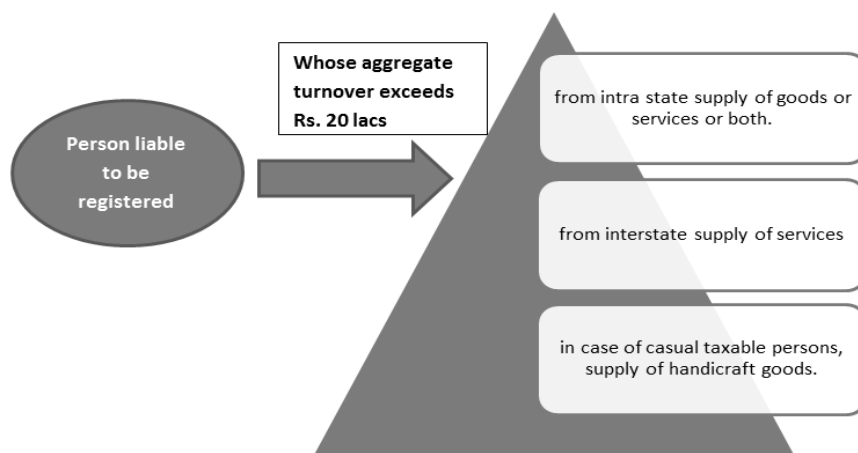 Person liable
to be
registered
Whose aggregate
turnover exceeds
Rs. 20 lacs
from intra state supply of goods or
services or both.
from interstate supply of services
in case of casual taxable persons,
supply of handicraft goods.